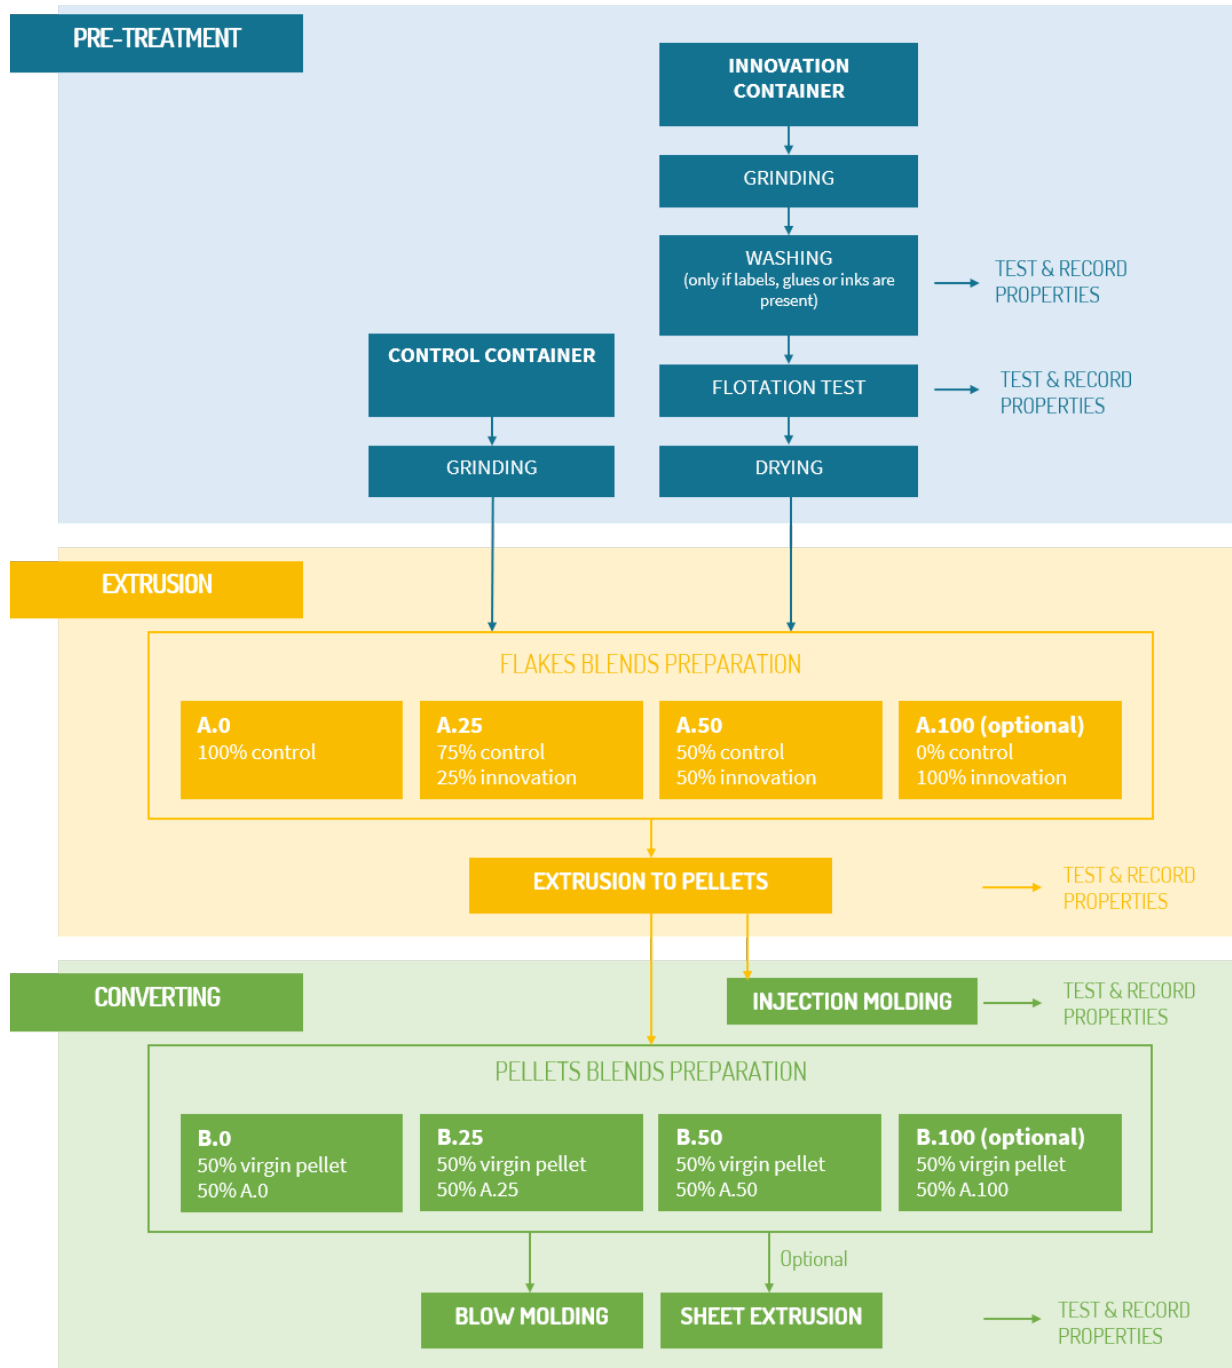 PRE-TREATMENT
INNOVATION
CONTAINER
GRINDING
WASHING
(only if labels, glues or inks are
present)
TEST & RECORD
PROPERTIES
CONTROL CONTAINER
FLOTATION TEST
TEST & RECORD
PROPERTIES
GRINDING
DRYING
EXTRUSION
FLAKES BLENDS PREPARATION
A.0
100% control
A.25
75% control
25% innovation
A.50
50% control
50% innovation
A.100 (optional)
0% control
100% innovation
EXTRUSION TO PELLETS
TEST & RECORD
PROPERTIES
CONVERTING
INJECTION MOLDING
TEST & RECORD
PROPERTIES
PELLETS BLENDS PREPARATION
B.0
50% virgin pellet
50% A.0
B.25
50% virgin pellet
50% A.25
B.50
50% virgin pellet
50% A.50
B.100 (optional)
50% virgin pellet
50% A.100
Optional
BLOW MOLDING
SHEET EXTRUSION
TEST & RECORD
PROPERTIES